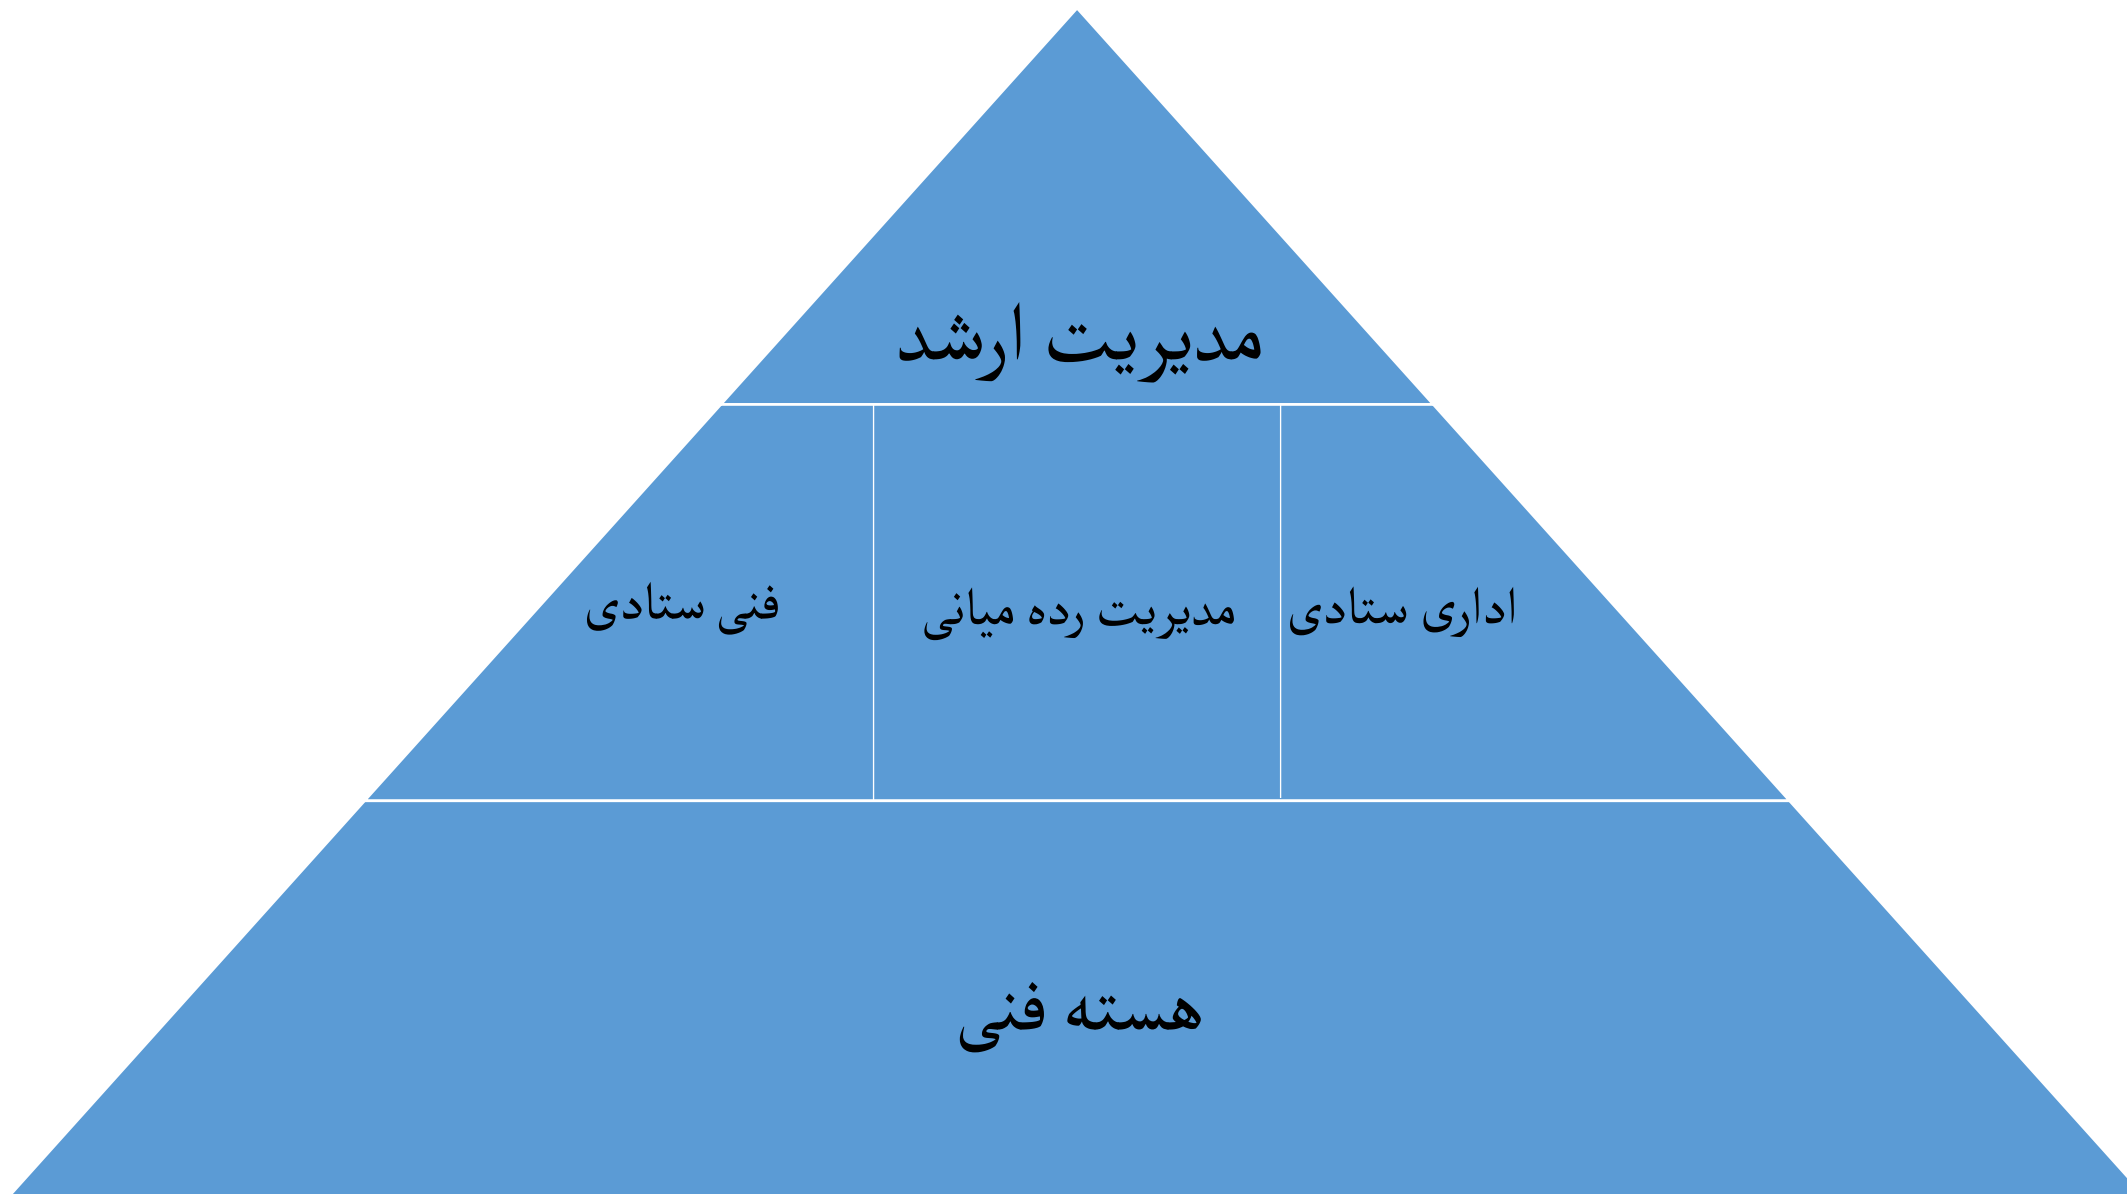 مدیریت ارشد
اداری ستادی
مدیریت رده میانی
فنی ستادی
هسته فنی